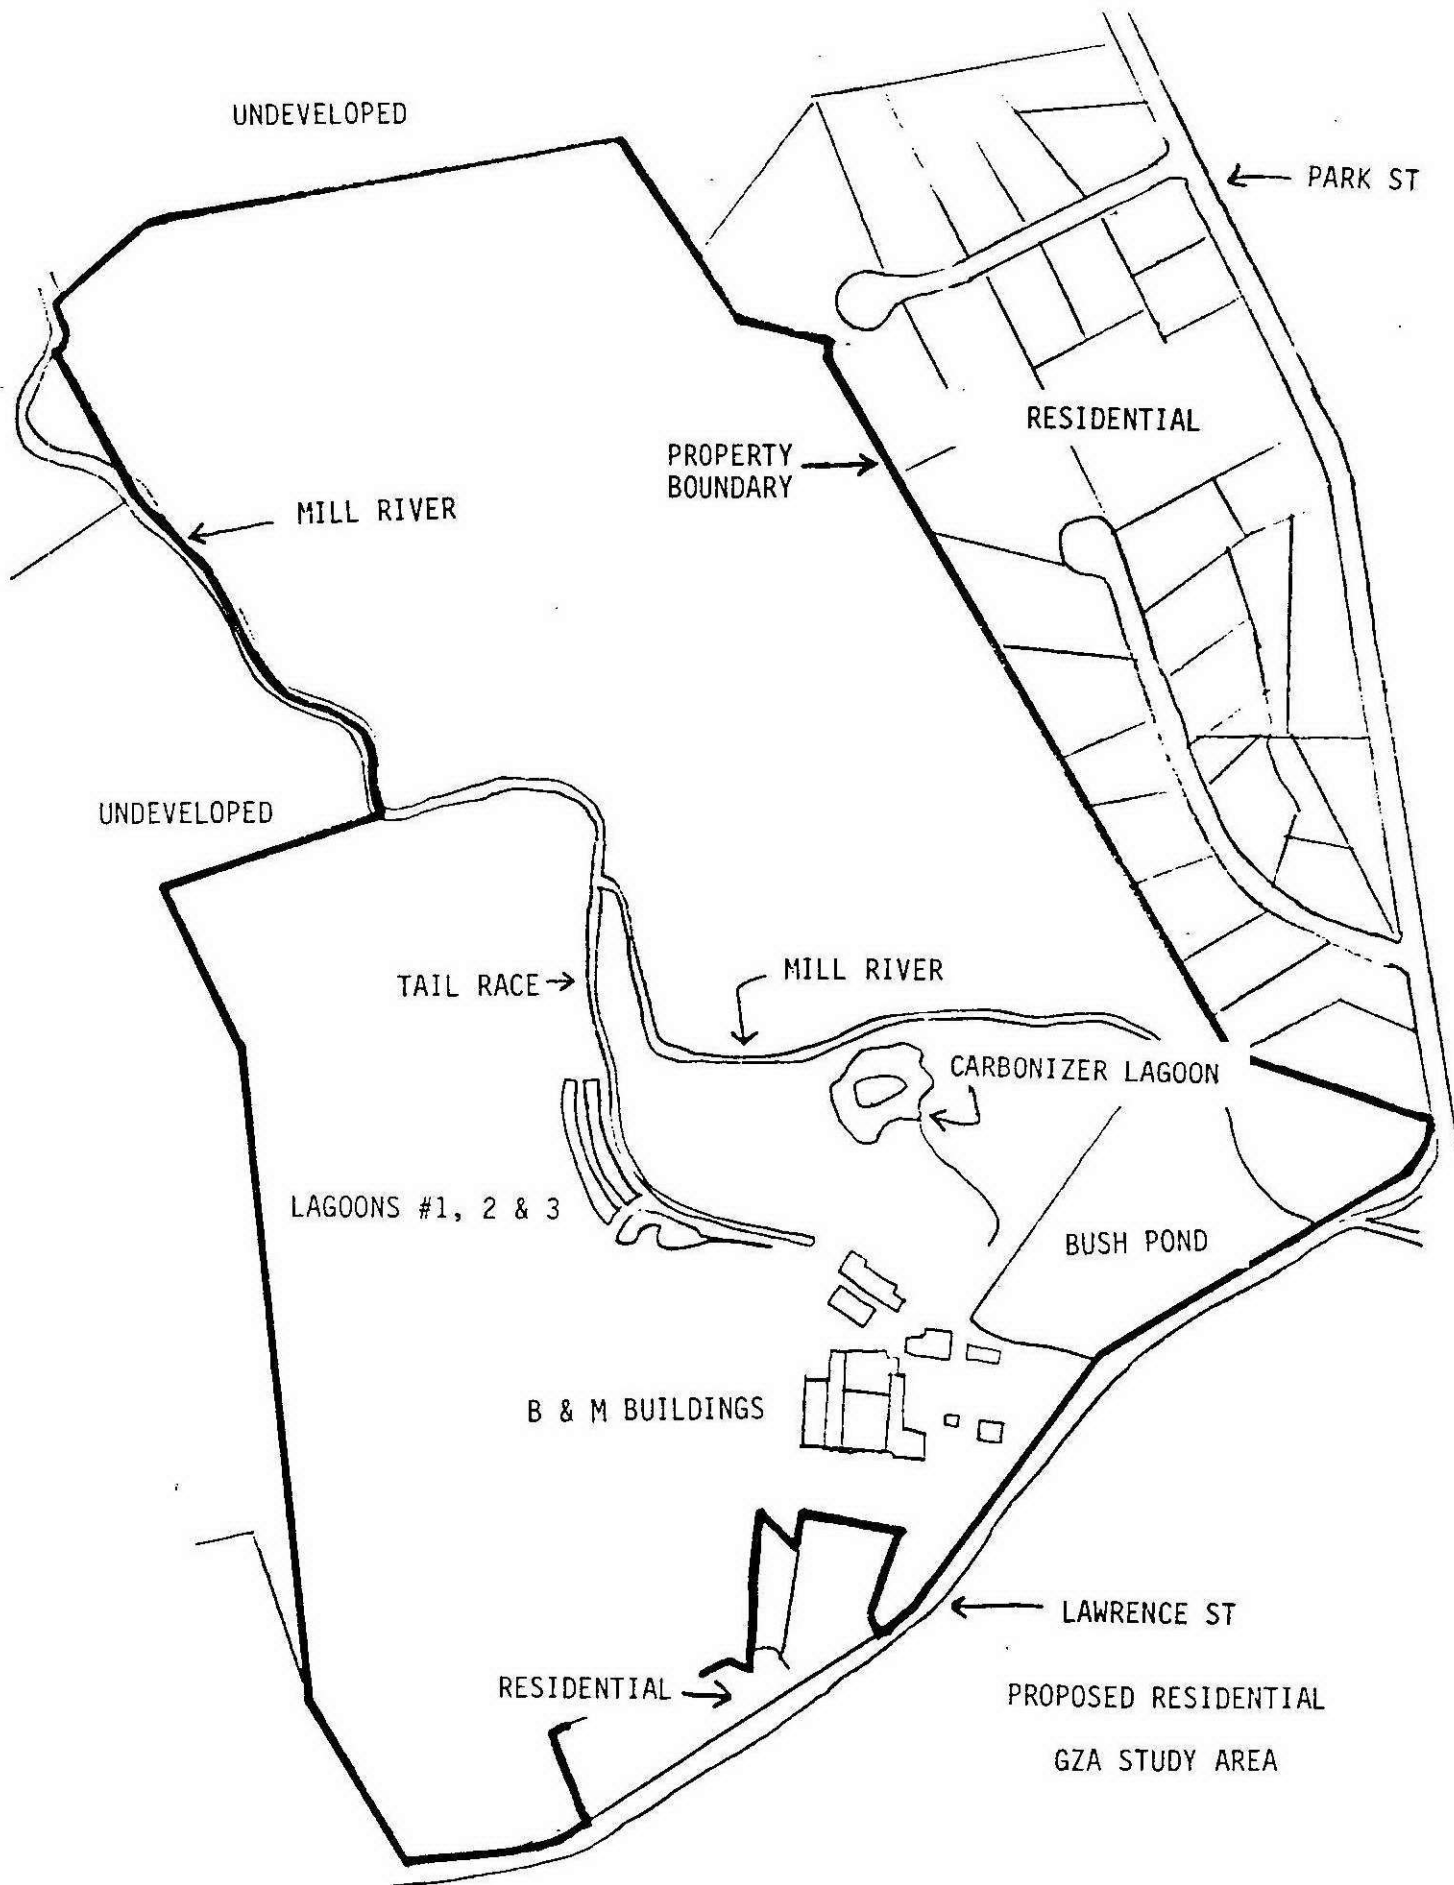 UNDEVELOPED
PARK ST
RESIDENTIAL
PROPERTY
BOUNDARY
MILL RIVER
UNDEVELOPED
TAIL RACE
MILL RIVER
CARBONIZER LAGOON
LAGOONS #1, 2 & 3
BUSH POND
B & M BUILDINGS
LAWRENCE ST
RESIDENTIAL
PROPOSED RESIDENTIAL
GZA STUDY AREA